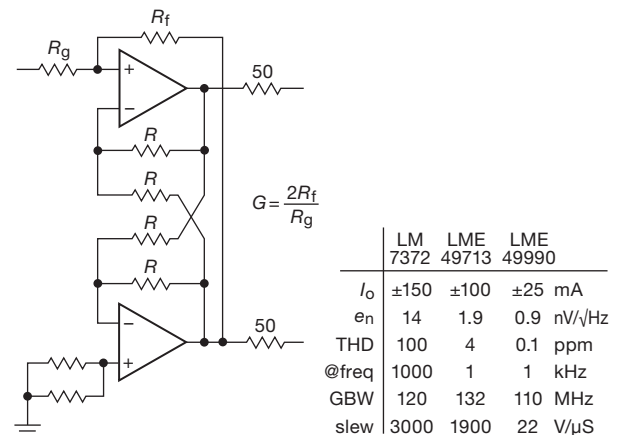 Rf
Rg
+
−
50
R
R
R
R
G = 2Rf/Rg
−
+
50
LM 7372 LME 49713 LME 49990
Io ±150 ±100 ±25 mA
en 14 1.9 0.9 nV/√Hz
THD 100 4 0.1 ppm
@freq 1000 1 1 kHz
GBW 120 132 110 MHz
slew 3000 1900 22 V/µS